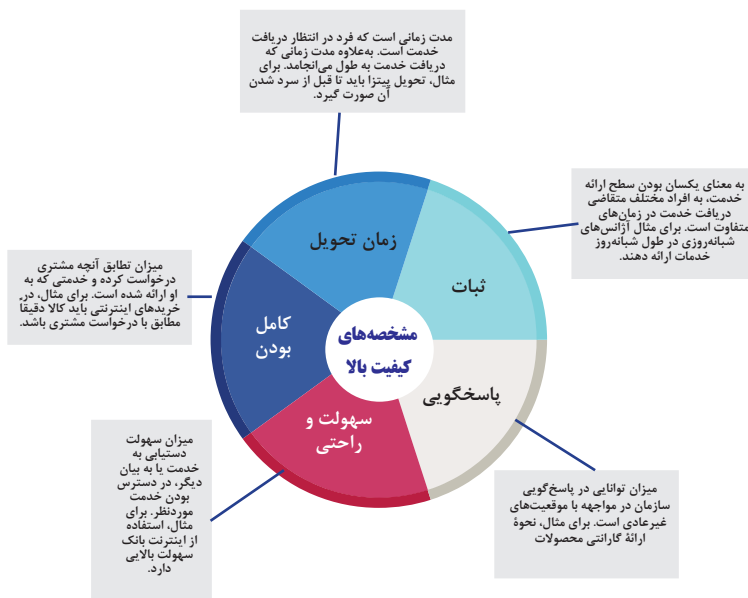 مدت زمانی است که فرد در انتظار دریافت
خدمت است. به‌علاوه مدت زمانی که
دریافت خدمت به طول می‌انجامد. برای
مثال، تحویل پیتزا باید تا قبل از سرد شدن
آن صورت گیرد.
به معنای یکسان بودن سطح ارائه
خدمت، به افراد مختلف متقاضی
دریافت خدمت در زمان‌های
متفاوت است. برای مثال آژانس‌های
شبانه‌روزی در طول شبانه‌روز
خدمات ارائه دهند.
زمان تحویل
ثبات
میزان تطابق آنچه مشتری
درخواست کرده و خدمتی که به
او ارائه شده است. برای مثال، در
خریدهای اینترنتی باید کالا دقیقاً
مطابق با درخواست مشتری باشد.
کامل
بودن
مشخصه‌های
کیفیت بالا
پاسخگویی
سهولت و
راحتی
میزان سهولت
دستیابی به
خدمت یا به بیان
دیگر، در دسترس
بودن خدمت
موردنظر. برای
مثال، استفاده
از اینترنت بانک
سهولت بالایی
دارد.
میزان توانایی در پاسخ‌گویی
سازمان در مواجهه با موقعیت‌های
غیرعادی است. برای مثال، نحوهٔ
ارائهٔ گارانتی محصولات